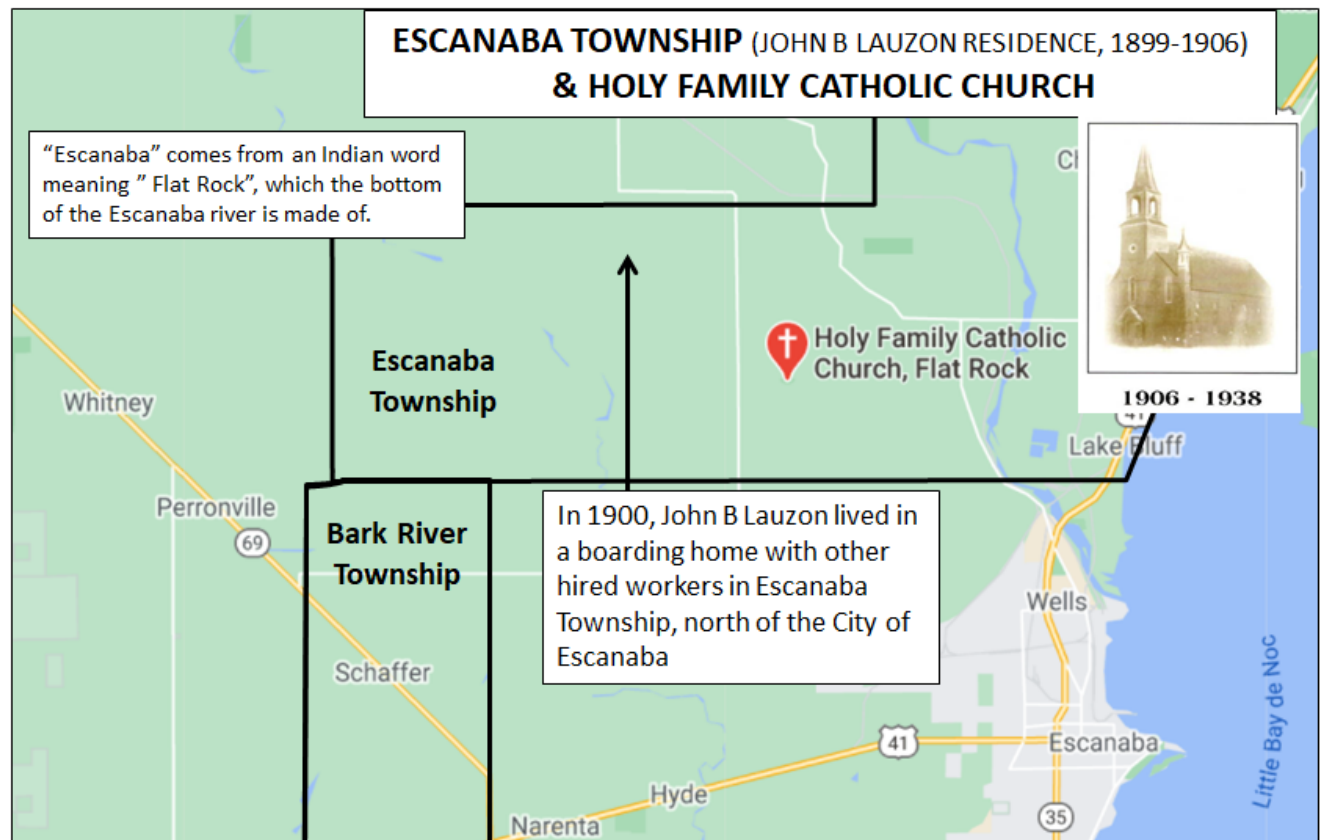 ESCANABA TOWNSHIP (JOHN B LAUZON RESIDENCE, 1899-1906)
& HOLY FAMILY CATHOLIC CHURCH
“Escanaba” comes from an Indian word
meaning ” Flat Rock”, which the bottom
of the Escanaba river is made of.
1906 - 1938
Holy Family Catholic
Church, Flat Rock
Escanaba
Township
Whitney
41
Lake Bluff
Perronville
69
Bark River
Township
In 1900, John B Lauzon lived in
a boarding home with other
hired workers in Escanaba
Township, north of the City of
Escanaba
Wells
Schaffer
Little Bay de Noc
41
Escanaba
Hyde
Narenta
35